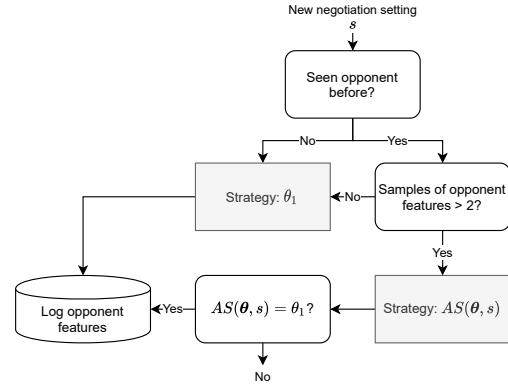 New negotiation setting
s
Seen opponent
before?
No
Yes
Strategy: θ₁
No
Samples of opponent
features > 2?
Yes
Log opponent
features
Yes
AS(θ, s) = θ₁?
Strategy: AS(θ, s)
No